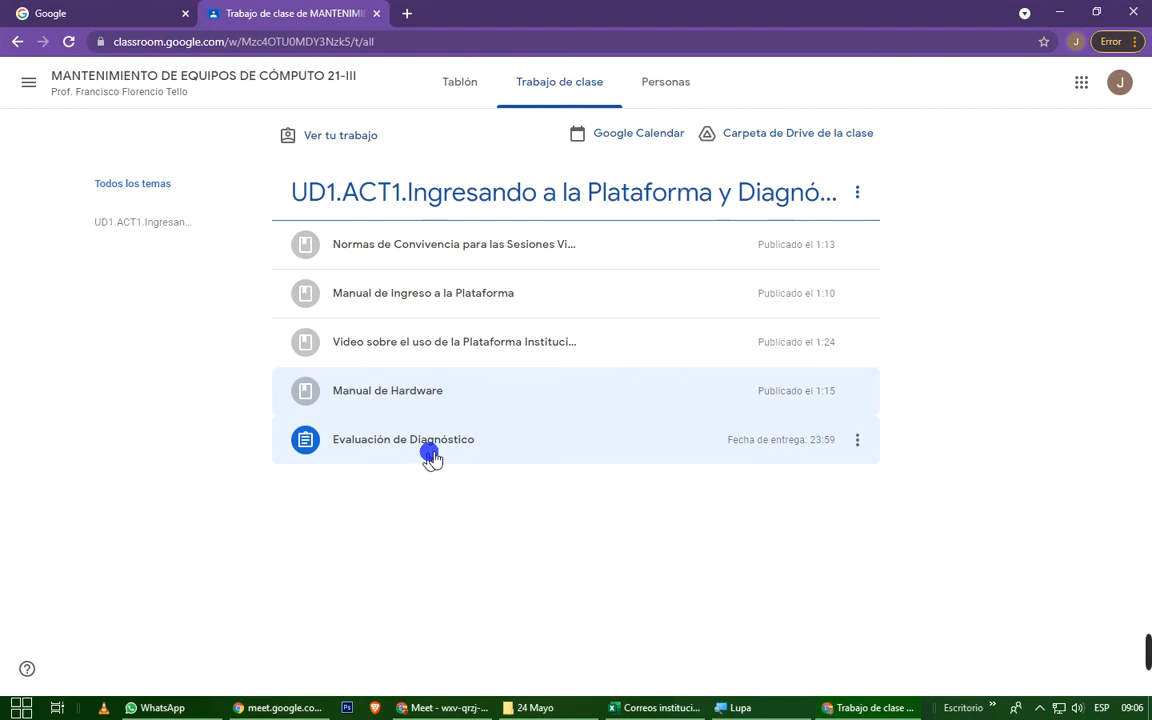 Google
Trabajo de clase de MANTENIMI
classroom.google.com/w/Mzc4OTU0MDY3Nzk5/t/all
J
Error
MANTENIMIENTO DE EQUIPOS DE CÓMPUTO 21-III
Prof. Francisco Florencio Tello
Tablón
Trabajo de clase
Personas
J
Ver tu trabajo
Google Calendar
Carpeta de Drive de la clase
Todos los temas
UD1.ACT1.Ingresan...
UD1.ACT1.Ingresando a la Plataforma y Diagnó...
Normas de Convivencia para las Sesiones Vi...
Publicado el 1:13
Manual de Ingreso a la Plataforma
Publicado el 1:10
Video sobre el uso de la Plataforma Instituci...
Publicado el 1:24
Manual de Hardware
Publicado el 1:15
Evaluación de Diagnóstico
Fecha de entrega: 23:59
WhatsApp
meet.google.co...
Ps
Meet - wxv-qrzj-...
24 Mayo
Correos instituci...
Lupa
Trabajo de clase ...
Escritorio
ESP
09:06